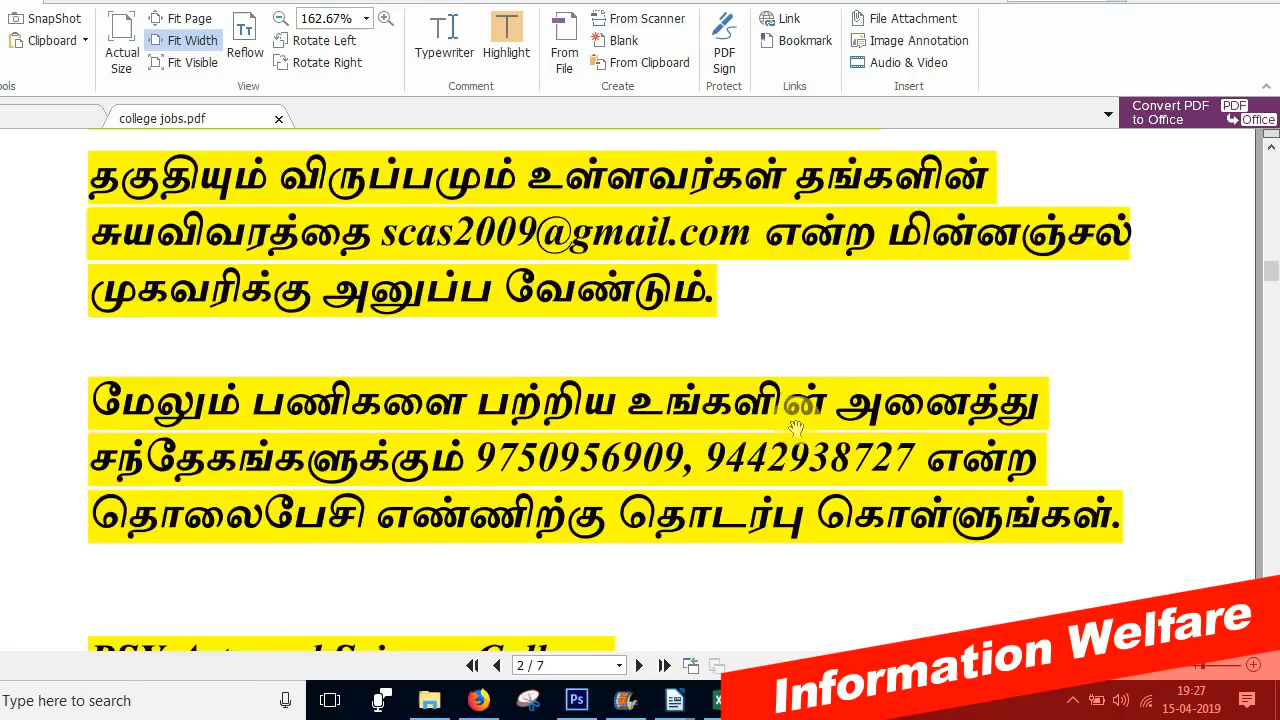 SnapShot
Clipboard
ols
Actual Size
Fit Page
Fit Width
Fit Visible
Reflow
162.67%
Rotate Left
Rotate Right
View
Typewriter
Highlight
Comment
From File
From Scanner
Blank
From Clipboard
Create
PDF Sign
Protect
Link
Bookmark
Links
File Attachment
Image Annotation
Audio & Video
Insert
college jobs.pdf
Convert PDF to Office
PDF
Office
தகுதியும் விருப்பமும் உள்ளவர்கள் தங்களின்
சுயவிவரத்தை scas2009@gmail.com என்ற மின்னஞ்சல்
முகவரிக்கு அனுப்ப வேண்டும்.
மேலும் பணிகளை பற்றிய உங்களின் அனைத்து
சந்தேகங்களுக்கும் 9750956909, 9442938727 என்ற
தொலைபேசி எண்ணிற்கு தொடர்பு கொள்ளுங்கள்.
2 / 7
Information Welfare
Type here to search
Ps
19:27
15-04-2019